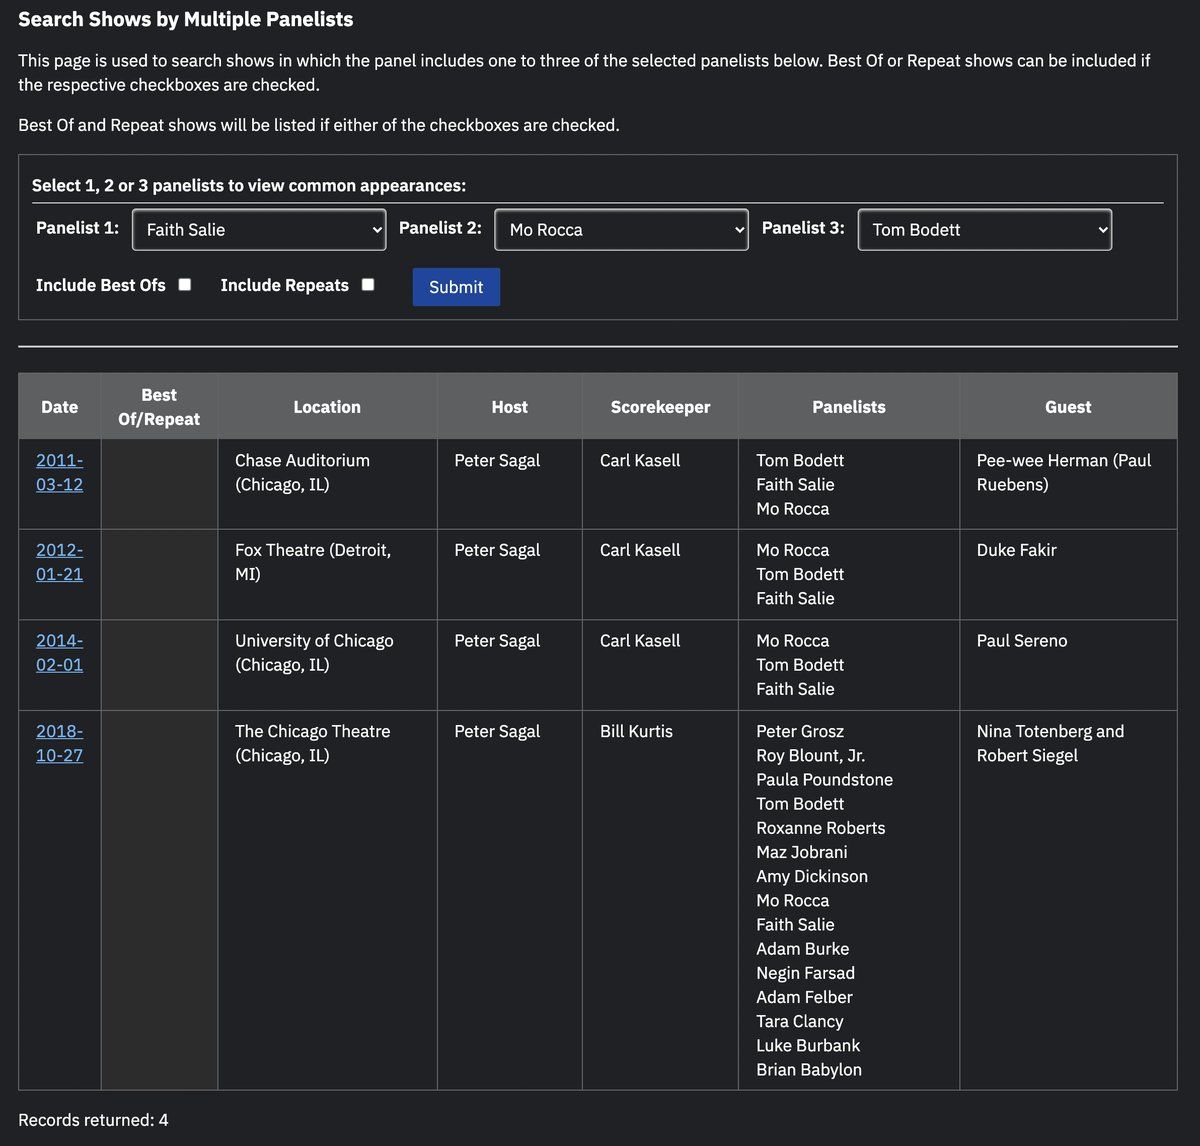 Search Shows by Multiple Panelists
This page is used to search shows in which the panel includes one to three of the selected panelists below. Best Of or Repeat shows can be included if
the respective checkboxes are checked.
Best Of and Repeat shows will be listed if either of the checkboxes are checked.
Select 1, 2 or 3 panelists to view common appearances:
Panelist 1: Faith Salie Panelist 2: Mo Rocca Panelist 3: Tom Bodett
Include Best Ofs Include Repeats Submit
Date Best Of/Repeat Location Host Scorekeeper Panelists Guest
2011- Chase Auditorium Peter Sagal Carl Kasell Tom Bodett Pee-wee Herman (Paul
03-12 (Chicago, IL) Faith Salie Ruebens)
Mo Rocca
2012- Fox Theatre (Detroit, Peter Sagal Carl Kasell Mo Rocca Duke Fakir
01-21 MI) Tom Bodett
Faith Salie
2014- University of Chicago Peter Sagal Carl Kasell Mo Rocca Paul Sereno
02-01 (Chicago, IL) Tom Bodett
Faith Salie
2018- The Chicago Theatre Peter Sagal Bill Kurtis Peter Grosz Nina Totenberg and
10-27 (Chicago, IL) Roy Blount, Jr. Robert Siegel
Paula Poundstone
Tom Bodett
Roxanne Roberts
Maz Jobrani
Amy Dickinson
Mo Rocca
Faith Salie
Adam Burke
Negin Farsad
Adam Felber
Tara Clancy
Luke Burbank
Brian Babylon
Records returned: 4